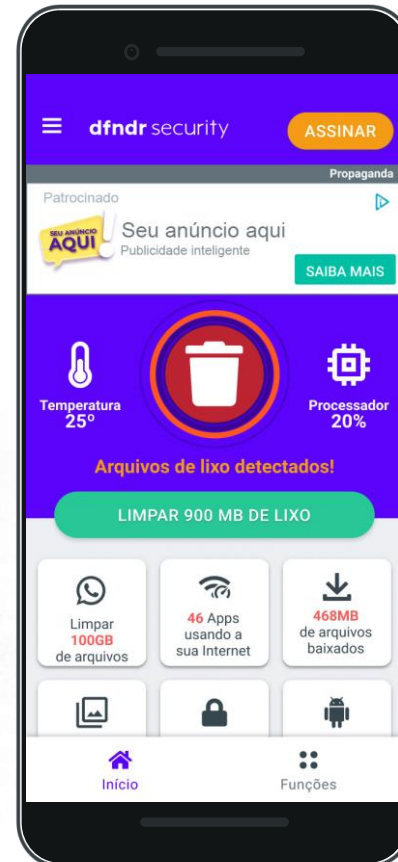 dfndr security
ASSINAR
Propaganda
Patrocinado
SEU ANÚNCIO
AQUI
Seu anúncio aqui
Publicidade inteligente
SAIBA MAIS
Temperatura
25º
Processador
20%
Arquivos de lixo detectados!
LIMPAR 900 MB DE LIXO
Limpar
100GB
de arquivos
46 Apps
usando a
sua Internet
468MB
de arquivos
baixados
Início
Funções